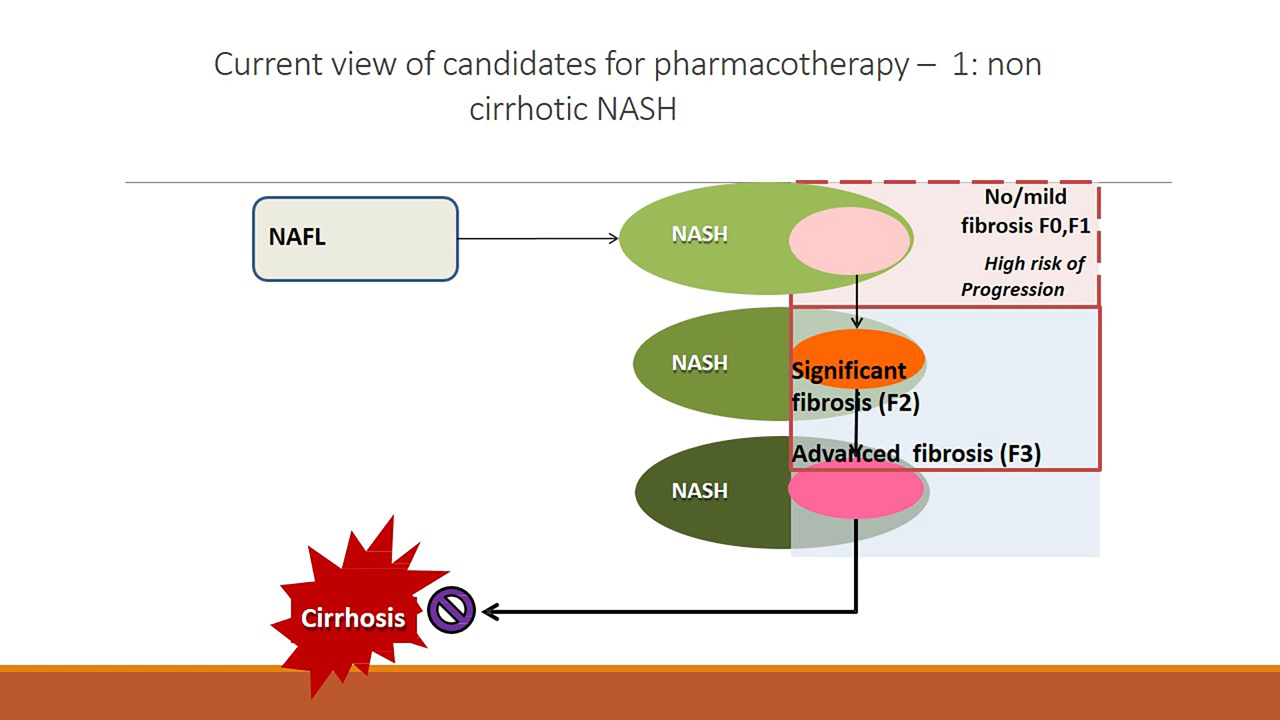 Current view of candidates for pharmacotherapy – 1: non
cirrhotic NASH
NAFL
NASH
No/mild
fibrosis F0,F1
High risk of
Progression
NASH
Significant
fibrosis (F2)
Advanced fibrosis (F3)
NASH
Cirrhosis